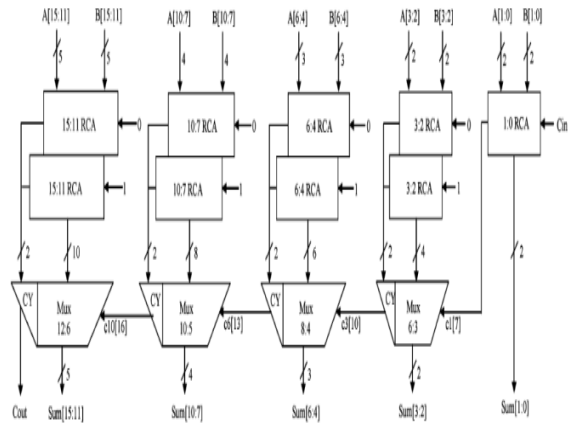 A[15:11] B[15:11] A[10:7] B[10:7] A[6:4] B[6:4] A[3:2] B[3:2] A[1:0] B[1:0]
5 5 4 4 3 3 2 2 2 2
15:11 RCA 0 10:7 RCA 0 6:4 RCA 0 3:2 RCA 0 1:0 RCA Cin
15:11 RCA 1 10:7 RCA 1 6:4 RCA 1 3:2 RCA 1
2 10 2 8 2 6 2 4 2
CY Mux CY Mux CY Mux CY Mux
12:6 10:5 8:4 6:3
c10[16] c6[13] c3[10] c1[7]
5 4 3 2
Cout Sum[15:11] Sum[10:7] Sum[6:4] Sum[3:2] Sum[1:0]